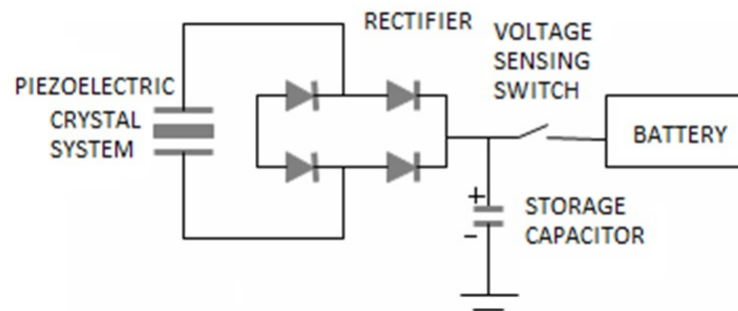 RECTIFIER
VOLTAGE
SENSING
SWITCH
PIEZOELECTRIC
CRYSTAL
SYSTEM
BATTERY
+
-
STORAGE
CAPACITOR